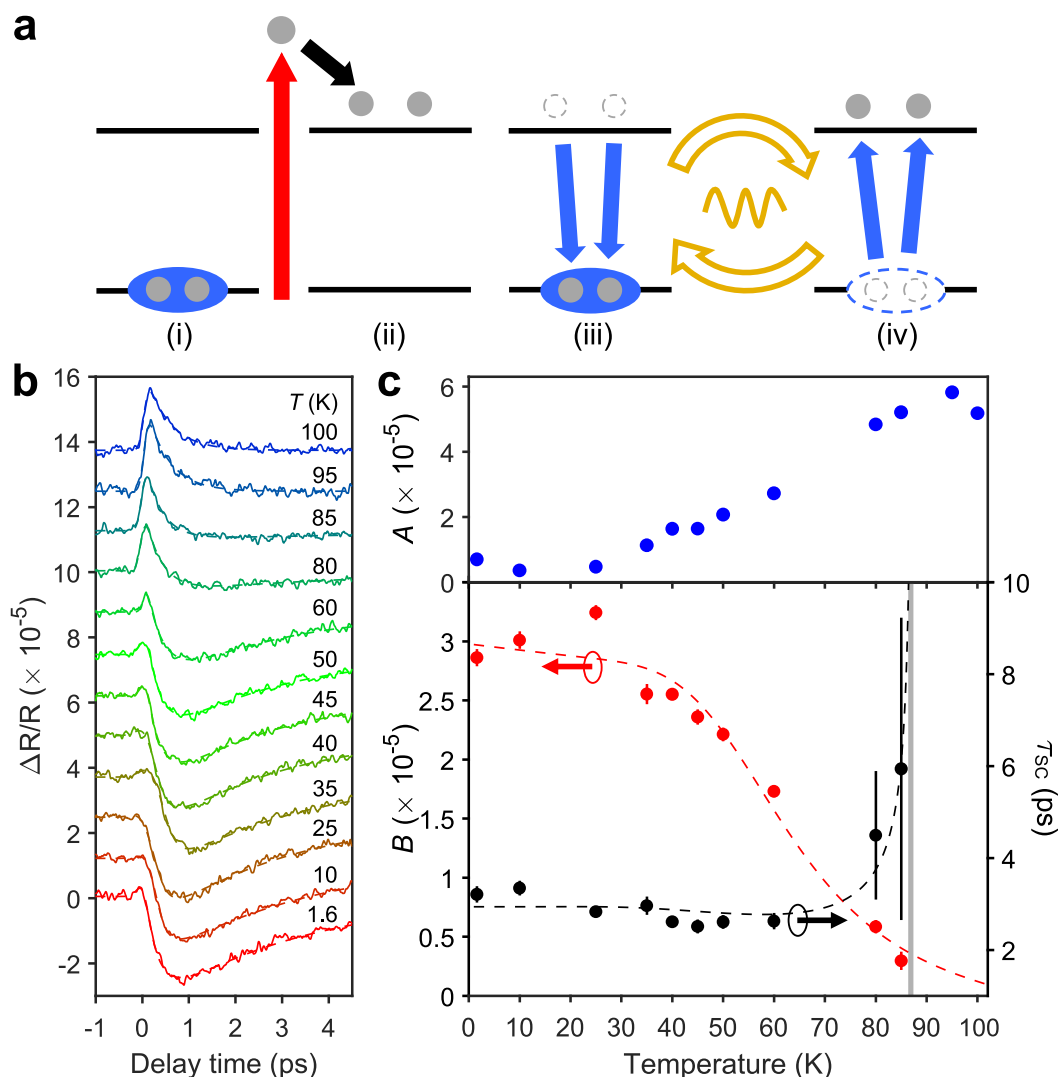 a
(i)
(ii)
(iii)
(iv)
b
ΔR/R (× 10⁻⁵)
16
14
12
10
8
6
4
2
0
-2
T (K)
100
95
85
80
60
50
45
40
35
25
10
1.6
-1 0 1 2 3 4
Delay time (ps)
c
A (× 10⁻⁵)
6
4
2
0
B (× 10⁻⁵)
3
2.5
2
1.5
1
0.5
0
10
8
6
4
2
τSC (ps)
0 10 20 30 40 50 60 70 80 90 100
Temperature (K)